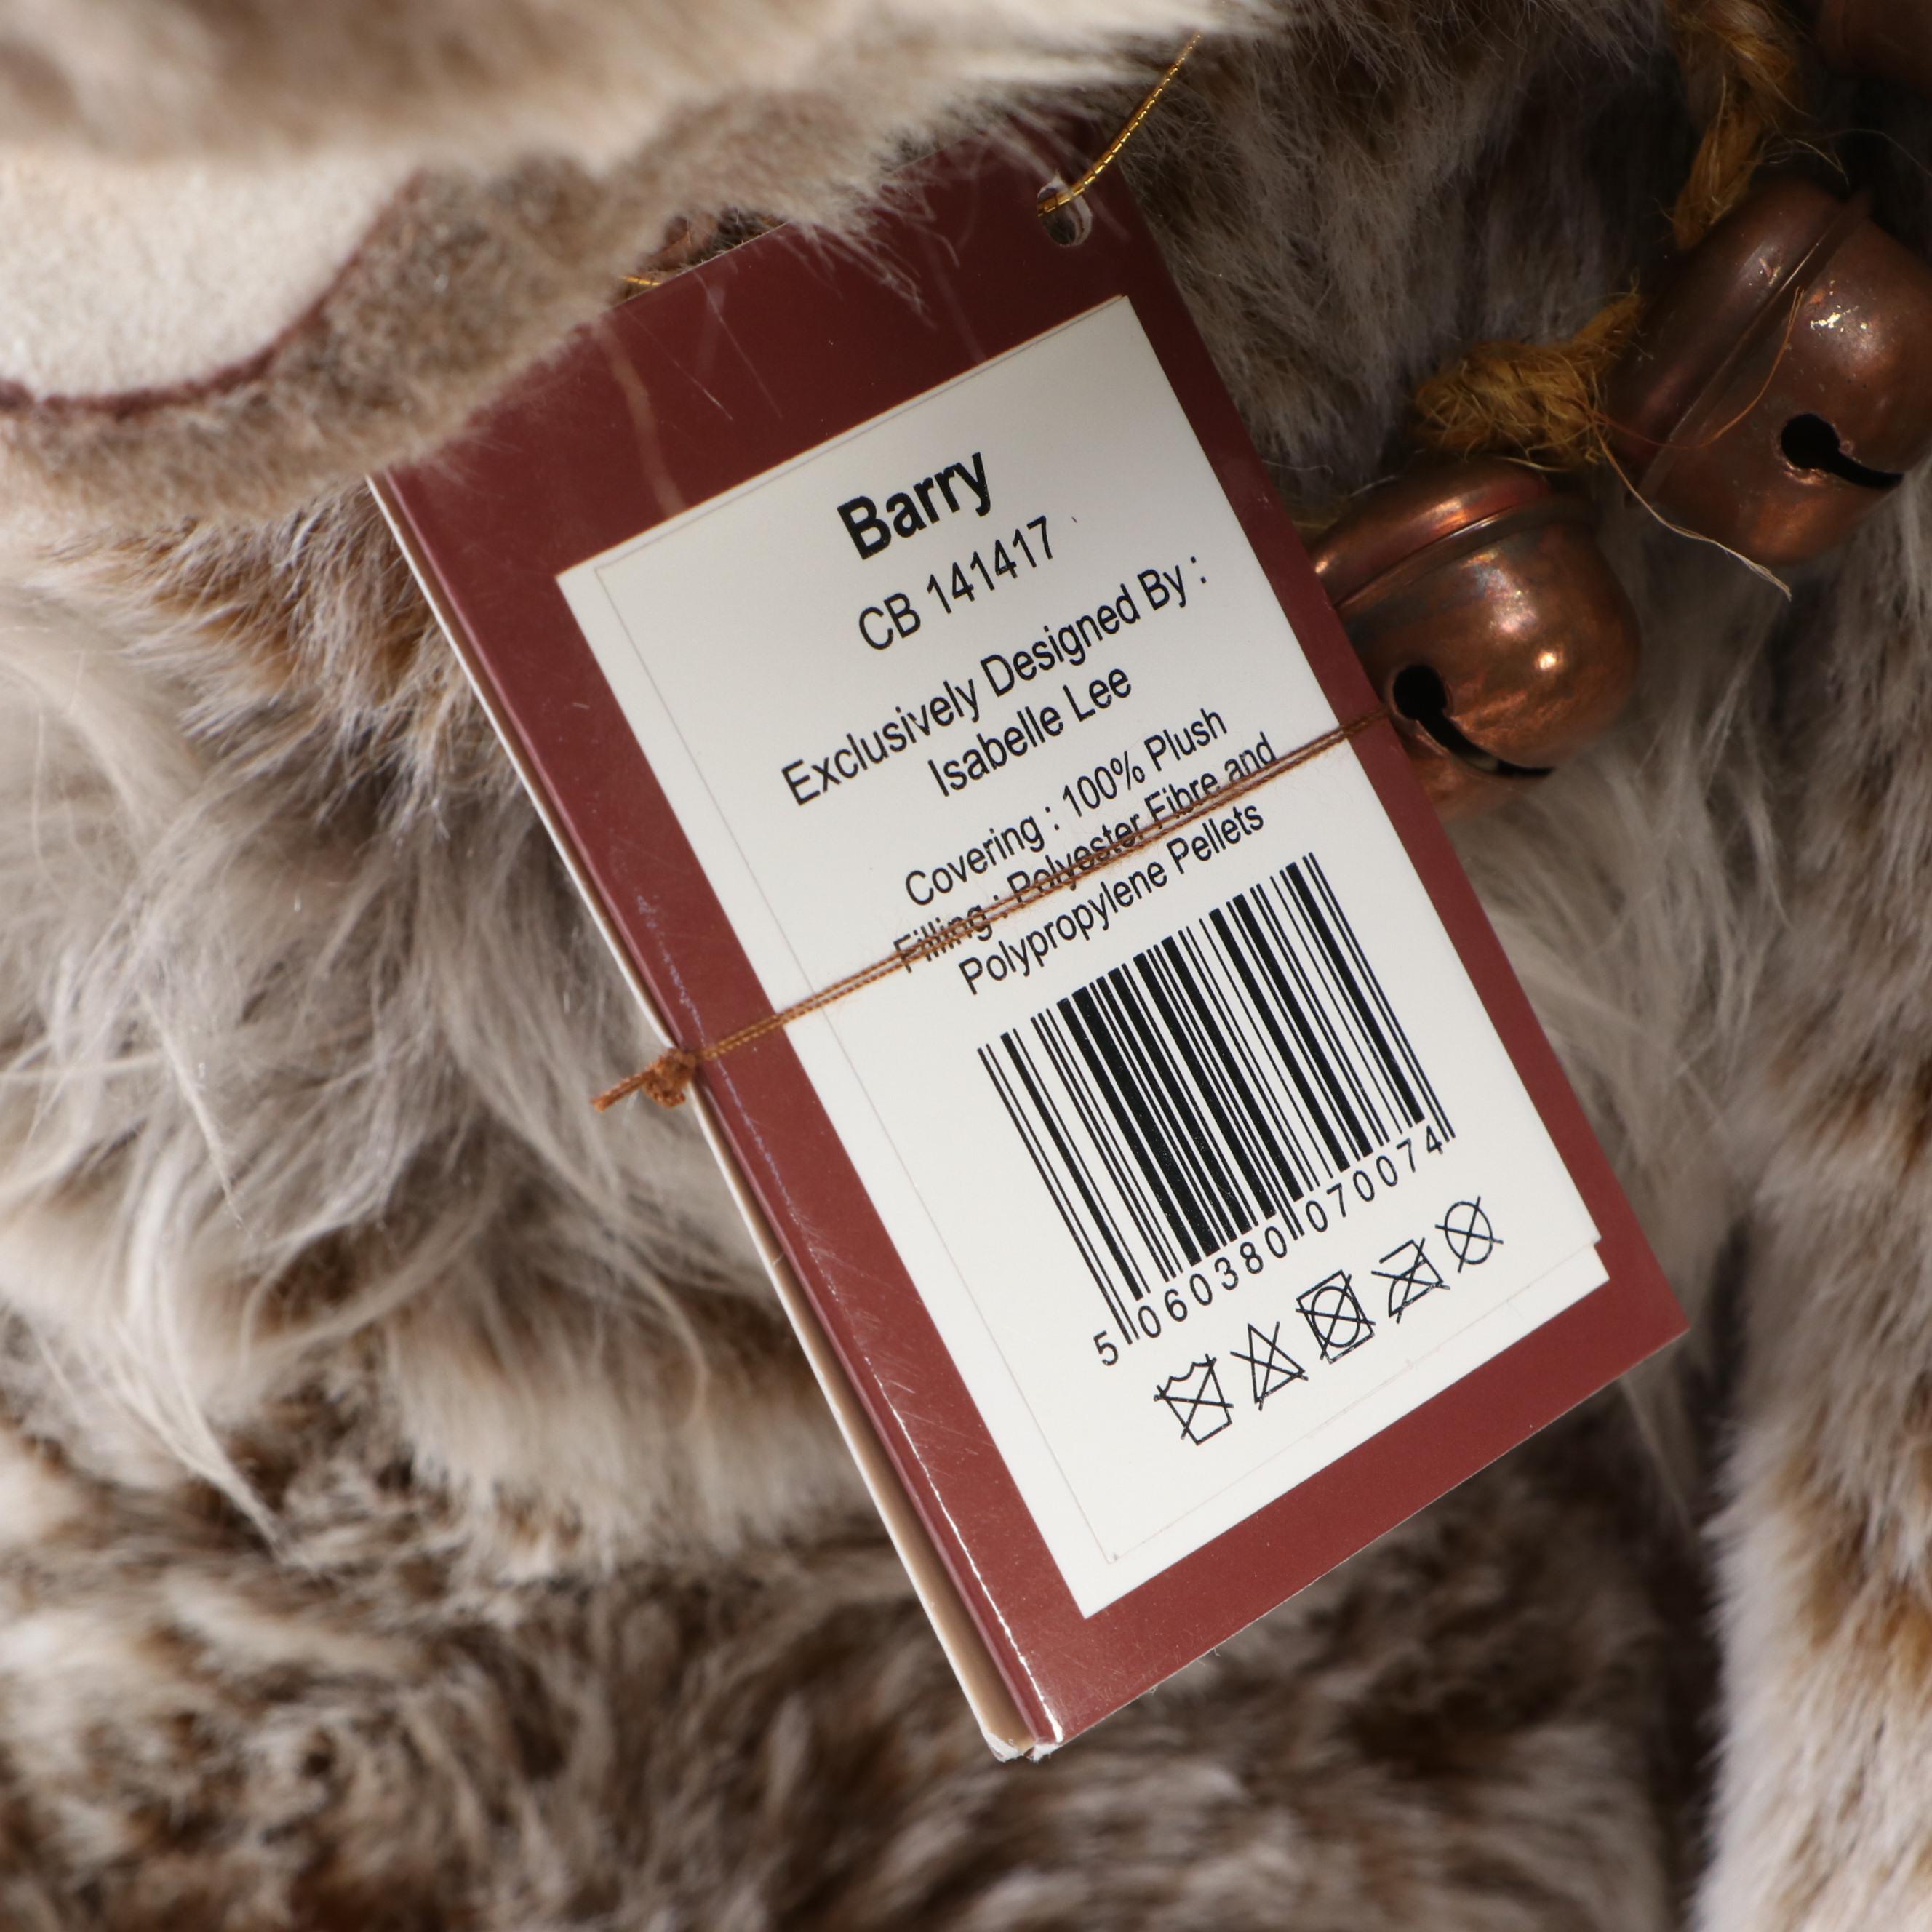 Barry
CB 141417
Exclusively Designed By :
Isabelle Lee
Covering : 100% Plush
Filling : Polyester Fibre and
Polypropylene Pellets
5 060380 070074